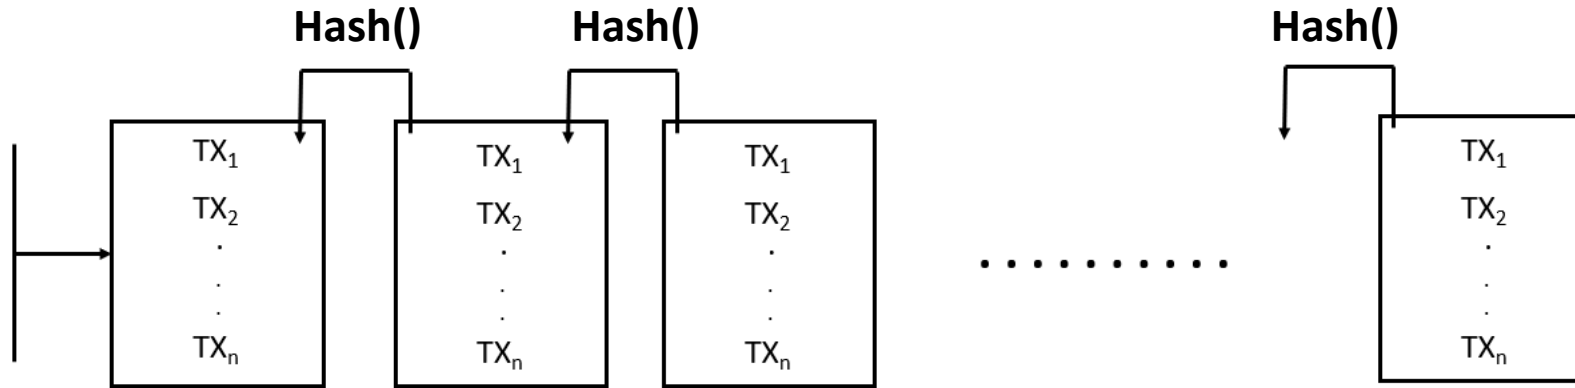 Hash() Hash() Hash()
TX₁ TX₁ TX₁ TX₁
TX₂ TX₂ TX₂ TX₂
TXₙ TXₙ TXₙ TXₙ